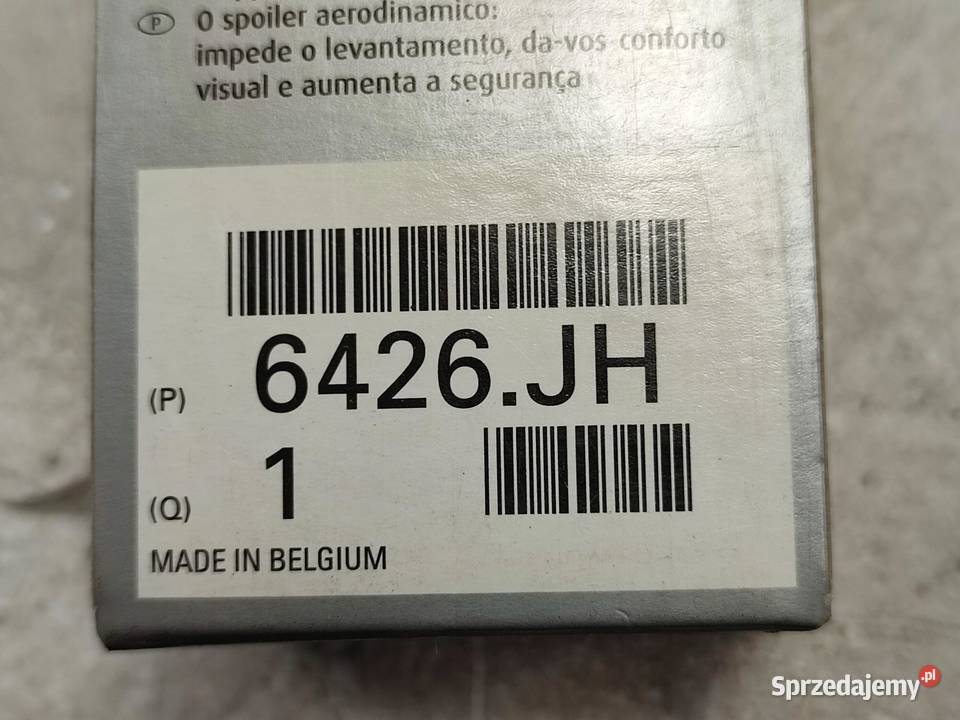 P O spoiler aerodinamico:
impede o levantamento, da-vos conforto
visual e aumenta a segurança
(P) 6426.JH
(Q) 1
MADE IN BELGIUM
Sprzedajemy.pl